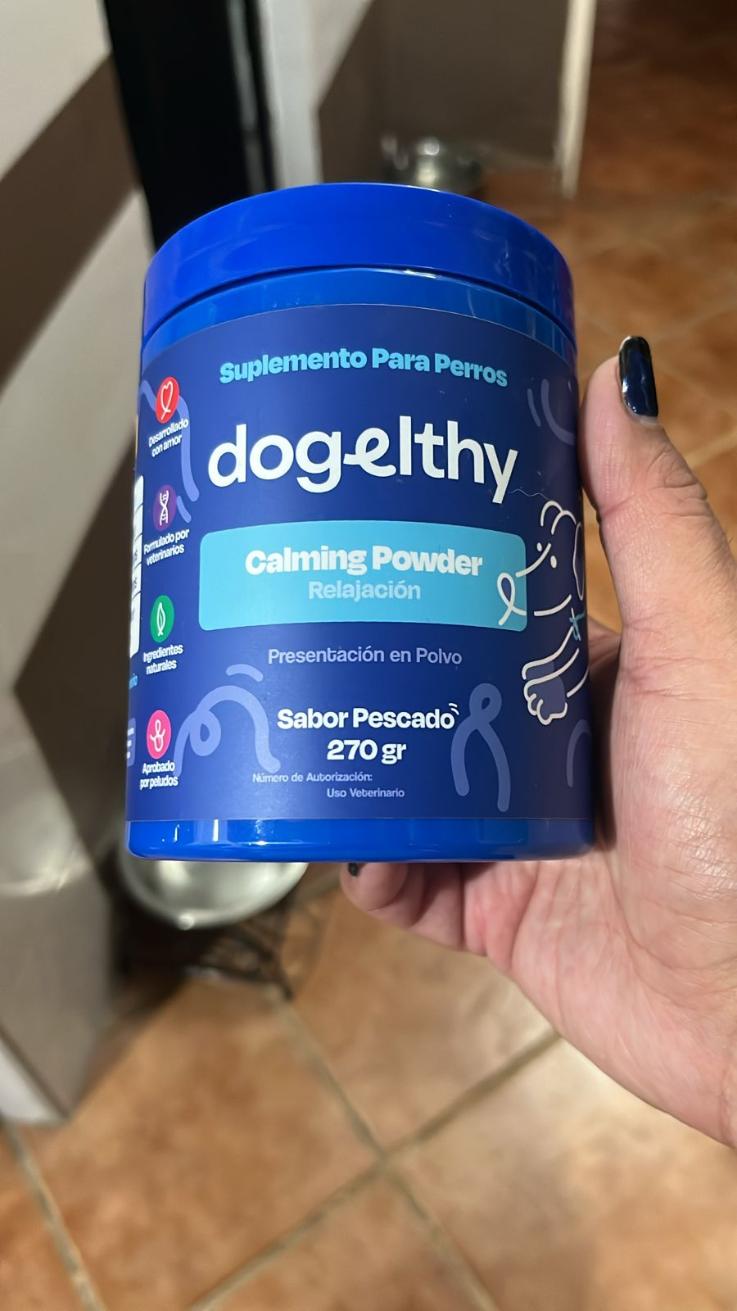 Suplemento Para Perros
dogelthy
Calming Powder
Relajación
Presentación en Polvo
Sabor Pescado
270 gr
Número de Autorización:
Uso Veterinario
Desarrollado
con amor
Formulado por
veterinarios
Ingredientes
naturales
Aprobado
por peludos